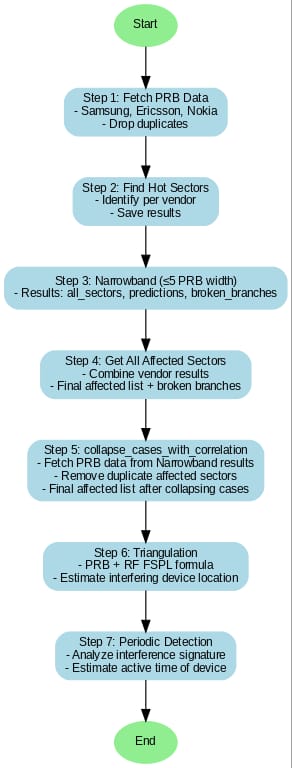 Start
Step 1: Fetch PRB Data
- Samsung, Ericsson, Nokia
- Drop duplicates
Step 2: Find Hot Sectors
- Identify per vendor
- Save results
Step 3: Narrowband (≤5 PRB width)
- Results: all_sectors, predictions, broken_branches
Step 4: Get All Affected Sectors
- Combine vendor results
- Final affected list + broken branches
Step 5: collapse_cases_with_correlation
- Fetch PRB data from Narrowband results
- Remove duplicate affected sectors
- Final affected list after collapsing cases
Step 6: Triangulation
- PRB + RF FSPL formula
- Estimate interfering device location
Step 7: Periodic Detection
- Analyze interference signature
- Estimate active time of device
End